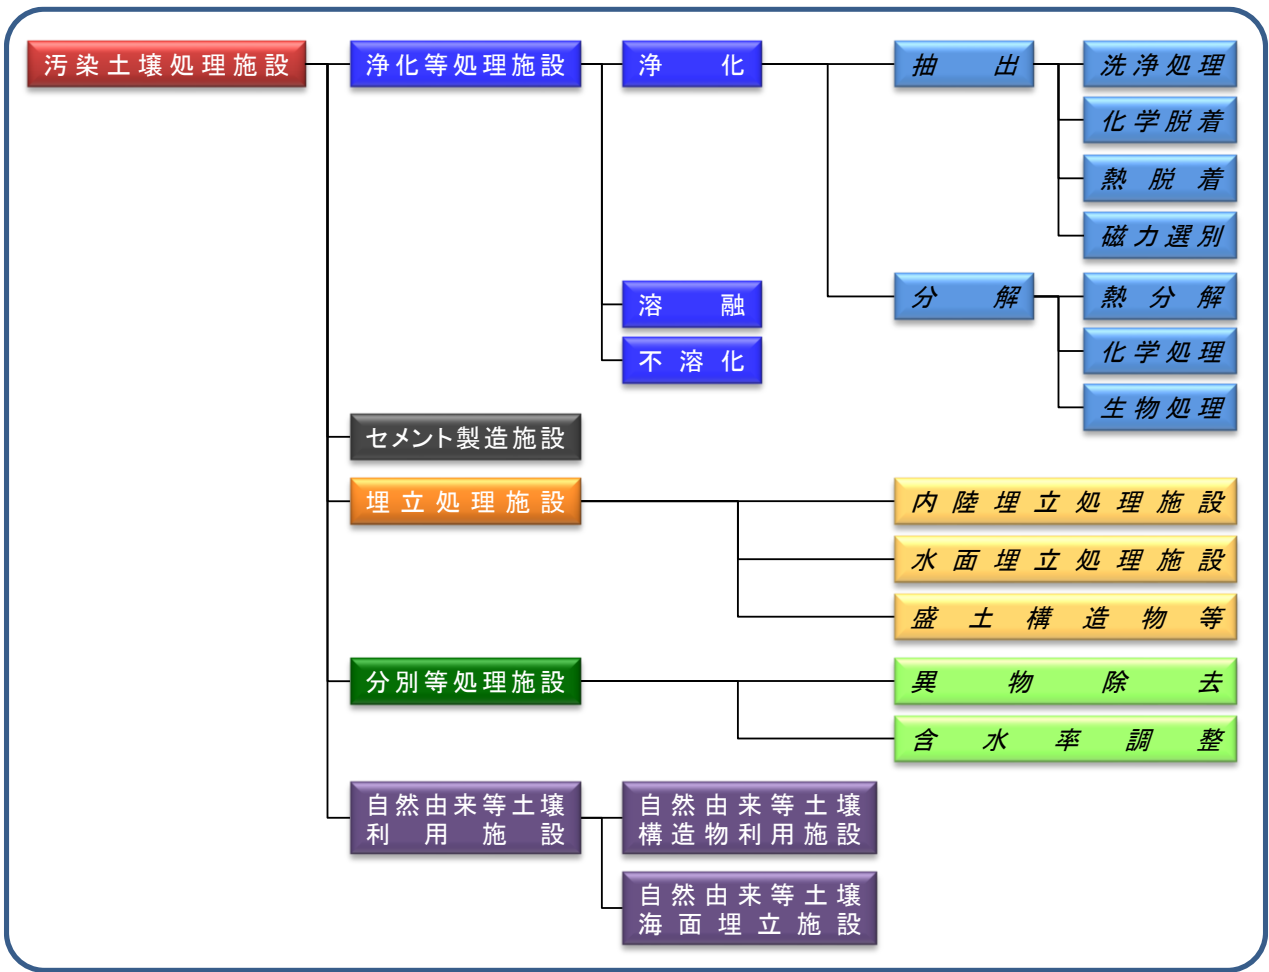 汚染土壌処理施設
浄化等処理施設
浄化
抽出
洗浄処理
化学脱着
熱脱着
磁力選別
分解
熱分解
化学処理
生物処理
溶融
不溶化
セメント製造施設
埋立処理施設
内陸埋立処理施設
水面埋立処理施設
盛土構造物等
分別等処理施設
異物除去
含水率調整
自然由来等土壌
利用施設
自然由来等土壌
構造物利用施設
自然由来等土壌
海面埋立施設